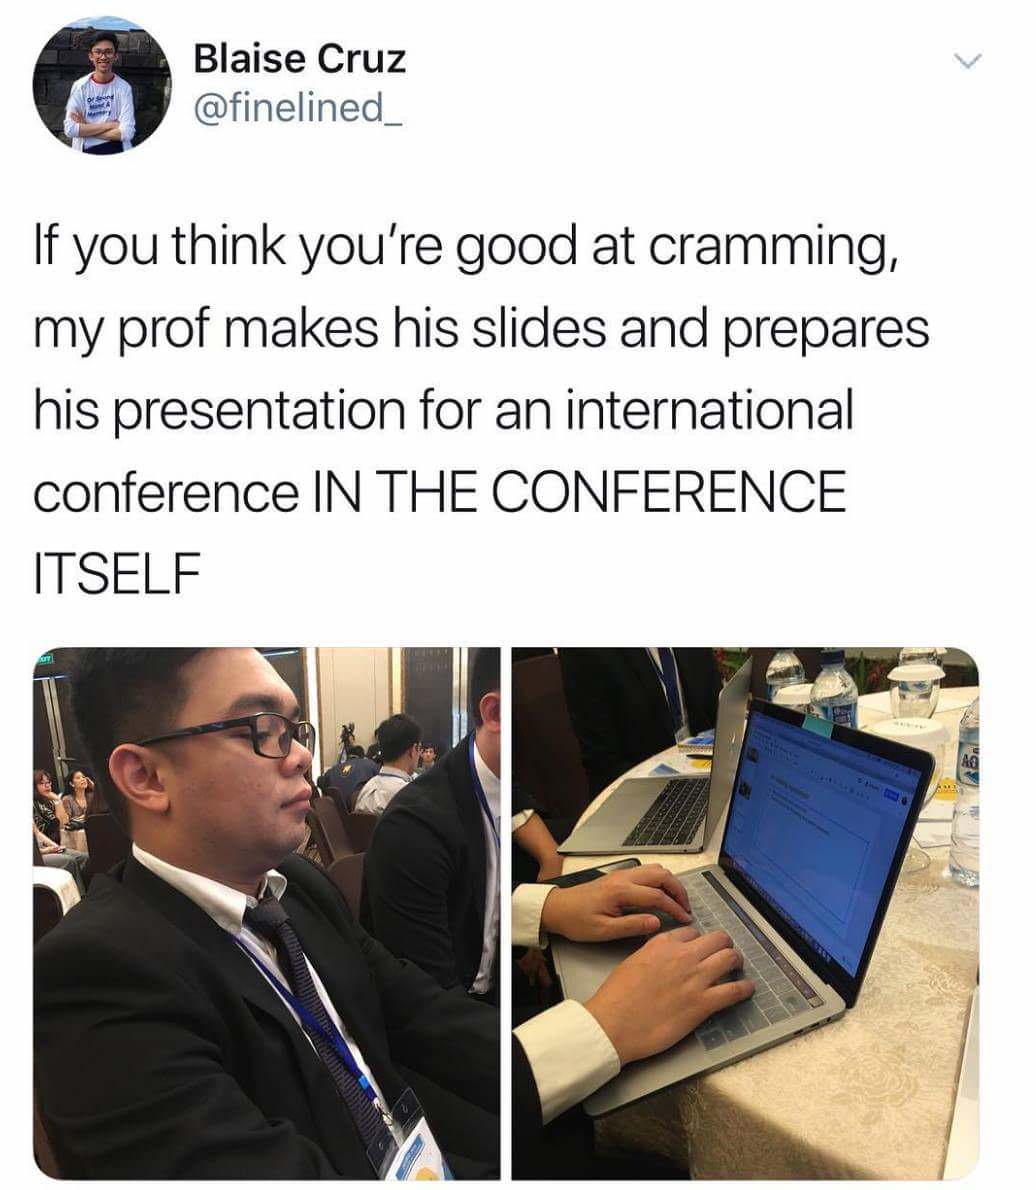 Blaise Cruz
@finelined_
If you think you're good at cramming,
my prof makes his slides and prepares
his presentation for an international
conference IN THE CONFERENCE
ITSELF